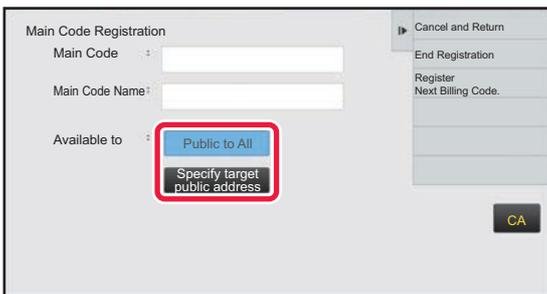 Main Code Registration
Main Code :
Main Code Name:
Available to :
Public to All
Specify target
public address
Cancel and Return
End Registration
Register
Next Billing Code.
CA